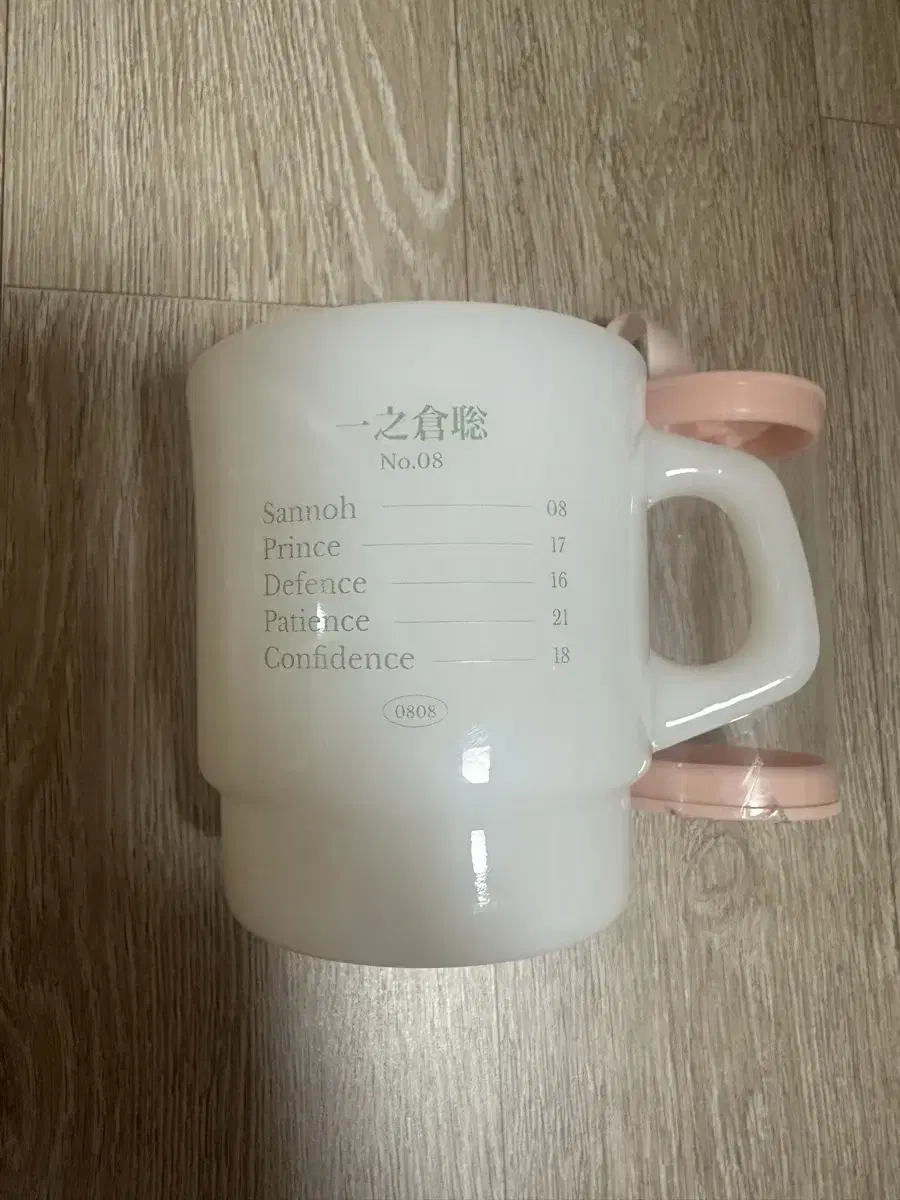 一之倉聡
No.08
Sannoh 08
Prince 17
Defence 16
Patience 21
Confidence 18
0808